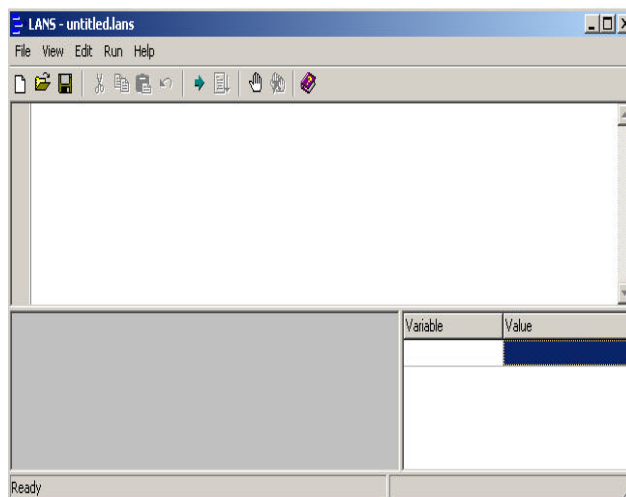 LANS - untitled.lans
File View Edit Run Help
Variable Value
Ready